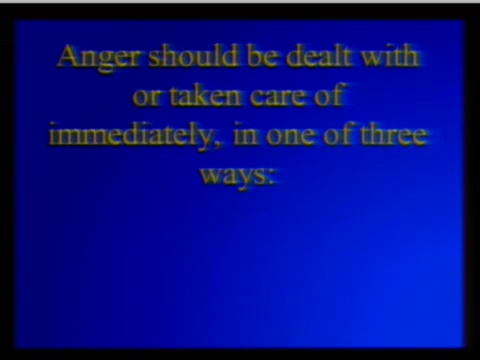 Anger should be dealt with
or taken care of
immediately, in one of three
ways: